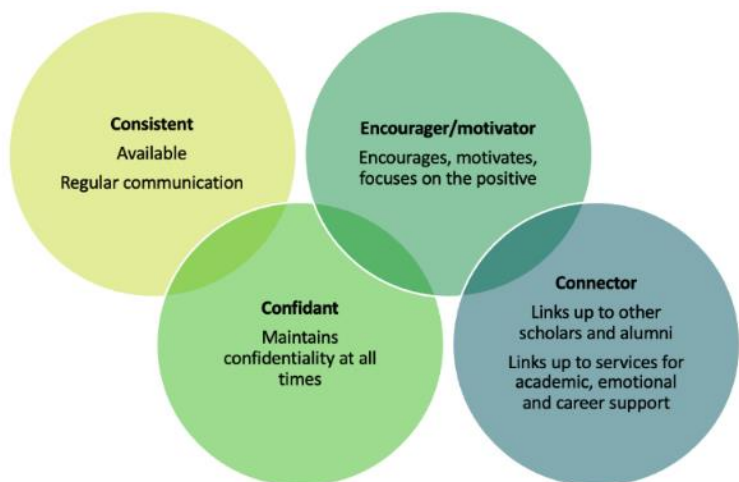 Consistent
Available
Regular communication
Encourager/motivator
Encourages, motivates,
focuses on the positive
Confidant
Maintains
confidentiality at all
times
Connector
Links up to other
scholars and alumni
Links up to services for
academic, emotional
and career support